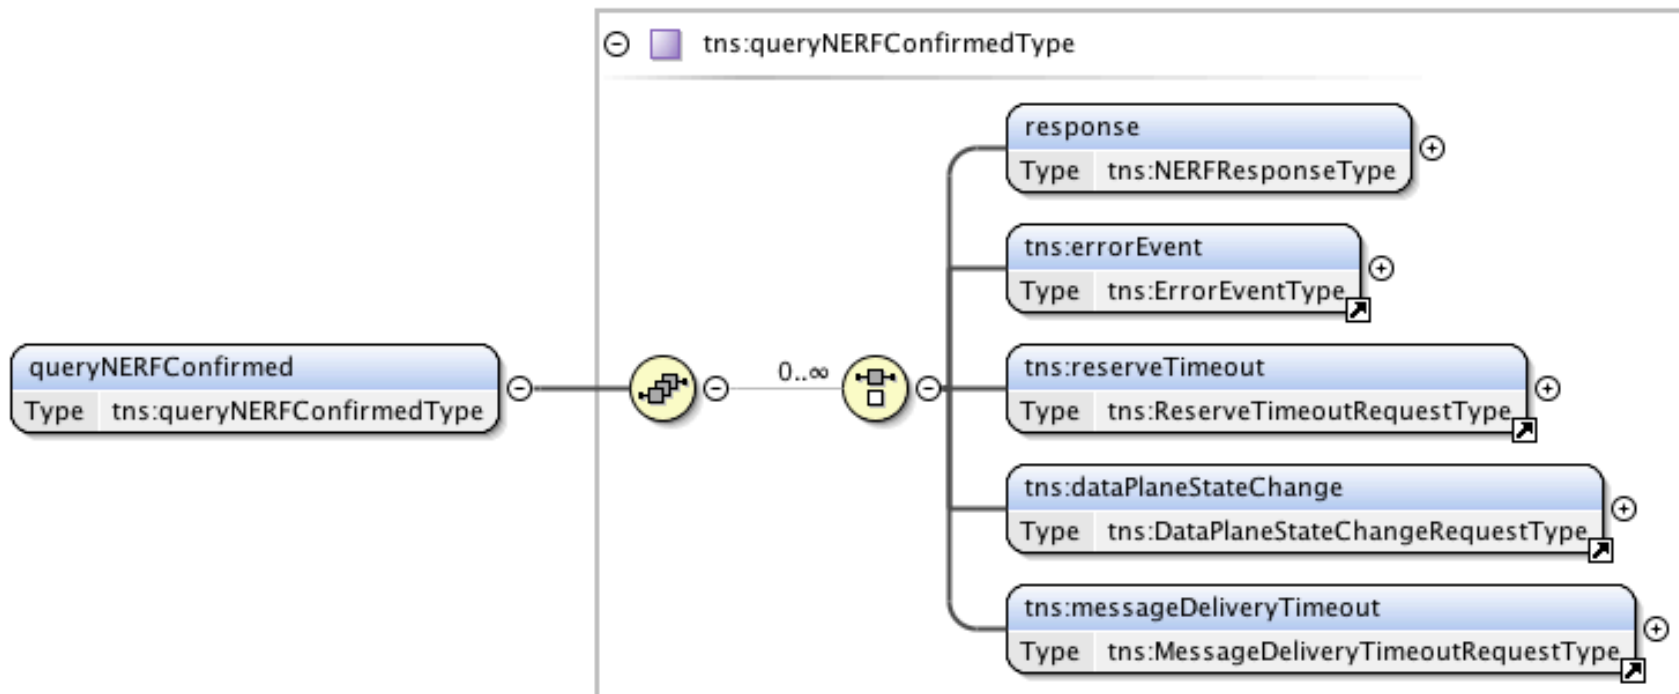 tns:queryNERFConfirmedType
response
Type tns:NERFResponseType
tns:errorEvent
Type tns:ErrorEventType
queryNERFConfirmed
Type tns:queryNERFConfirmedType
0..∞
tns:reserveTimeout
Type tns:ReserveTimeoutRequestType
tns:dataPlaneStateChange
Type tns:DataPlaneStateChangeRequestType
tns:messageDeliveryTimeout
Type tns:MessageDeliveryTimeoutRequestType